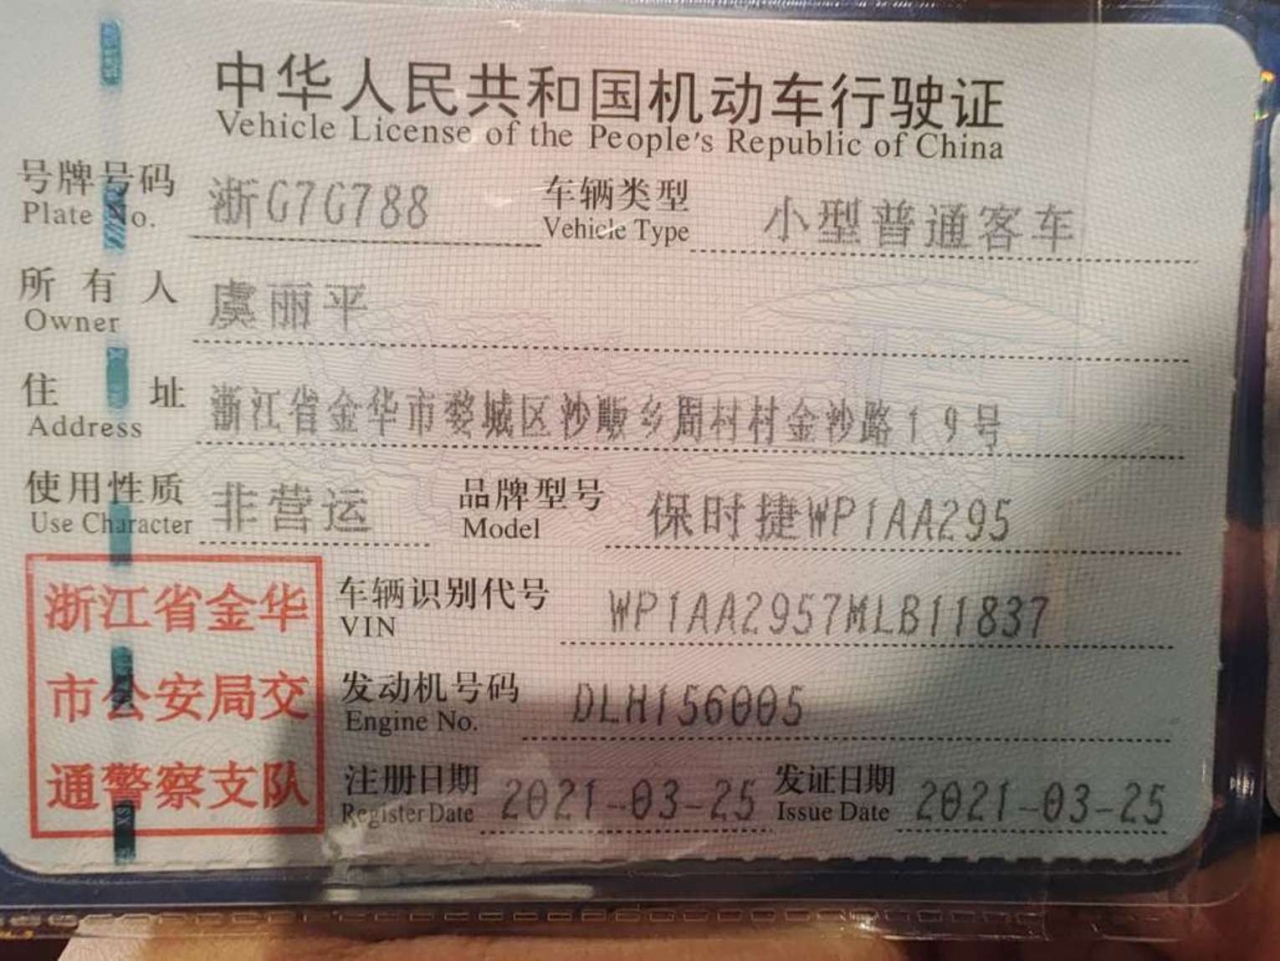 中华人民共和国机动车行驶证
Vehicle License of the People's Republic of China
号牌号码 浙G7G788 车辆类型 小型普通客车
Plate No. Vehicle Type
所有人 虞丽平
Owner
住址 浙江省金华市婺城区沙畈乡周村村金沙路19号
Address
使用性质 非营运 品牌型号 保时捷WP1AA295
Use Character Model
浙江省金华
市公安局交
通警察支队
车辆识别代号 WP1AA2957MLB11837
VIN
发动机号码 DLH156005
Engine No.
注册日期 2021-03-25 发证日期 2021-03-25
Register Date Issue Date